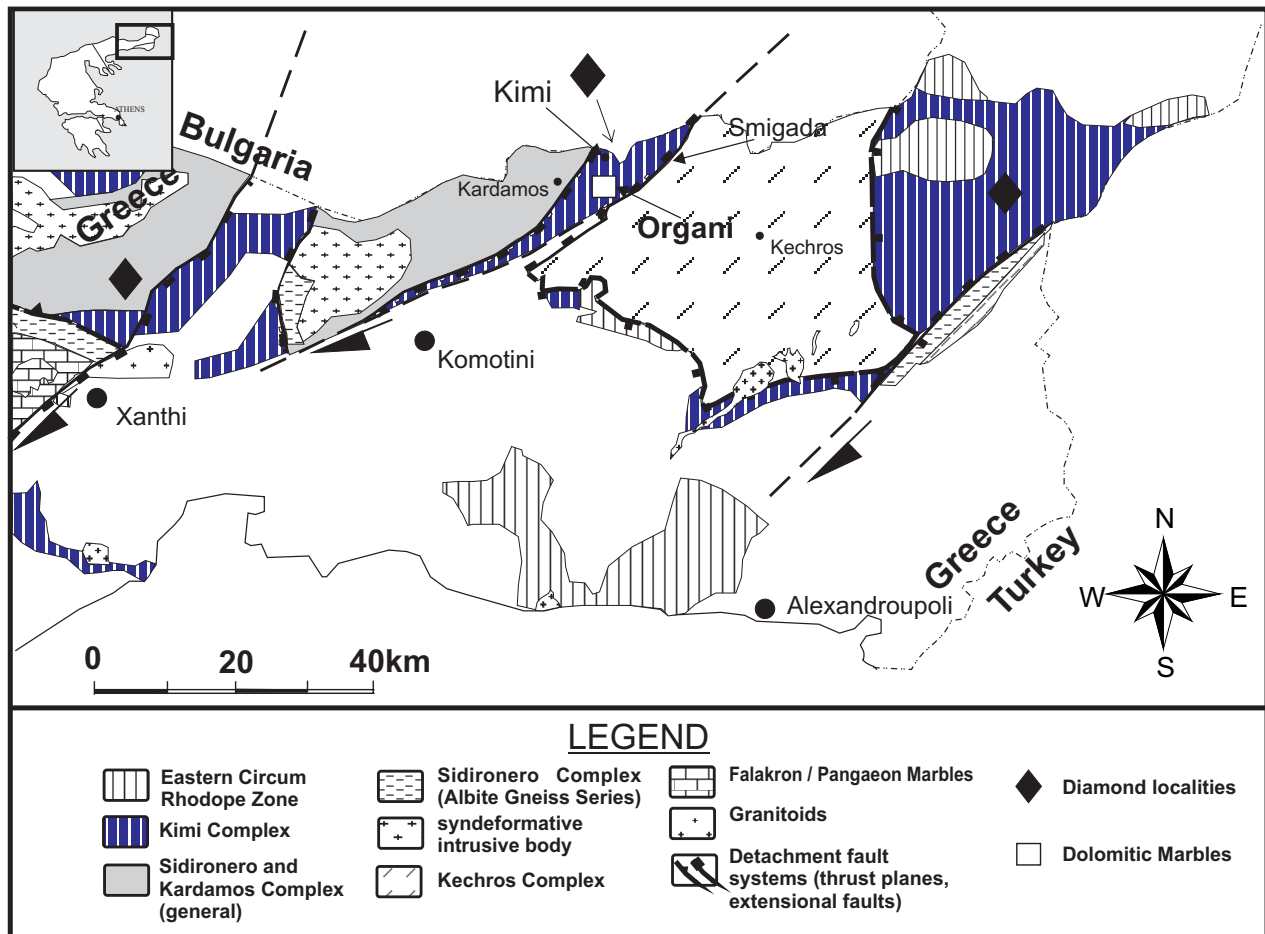 ATHENS
Bulgaria
Greece
Kimi
Smigada
Kardamos
Organi
Kechros
Komotini
Xanthi
Alexandroupoli
Greece
Turkey
N
W
E
S
0
20
40km
LEGEND
Eastern Circum
Rhodope Zone
Kimi Complex
Sidironero and
Kardamos Complex
(general)
Sidironero Complex
(Albite Gneiss Series)
syndeformative
intrusive body
Kechros Complex
Falakron / Pangaeon Marbles
Granitoids
Detachment fault
systems (thrust planes,
extensional faults)
Diamond localities
Dolomitic Marbles